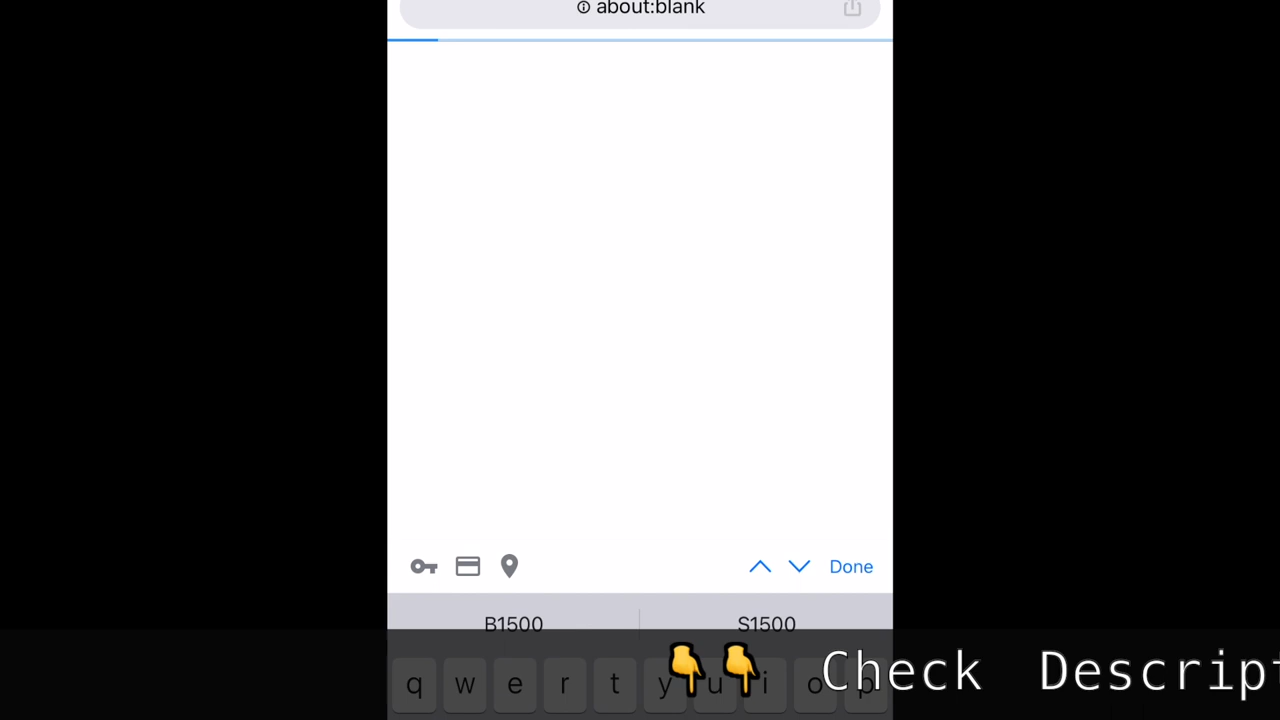 about:blank
Done
B1500 S1500
q w e r t y u i o p
👇👇 Check Descript